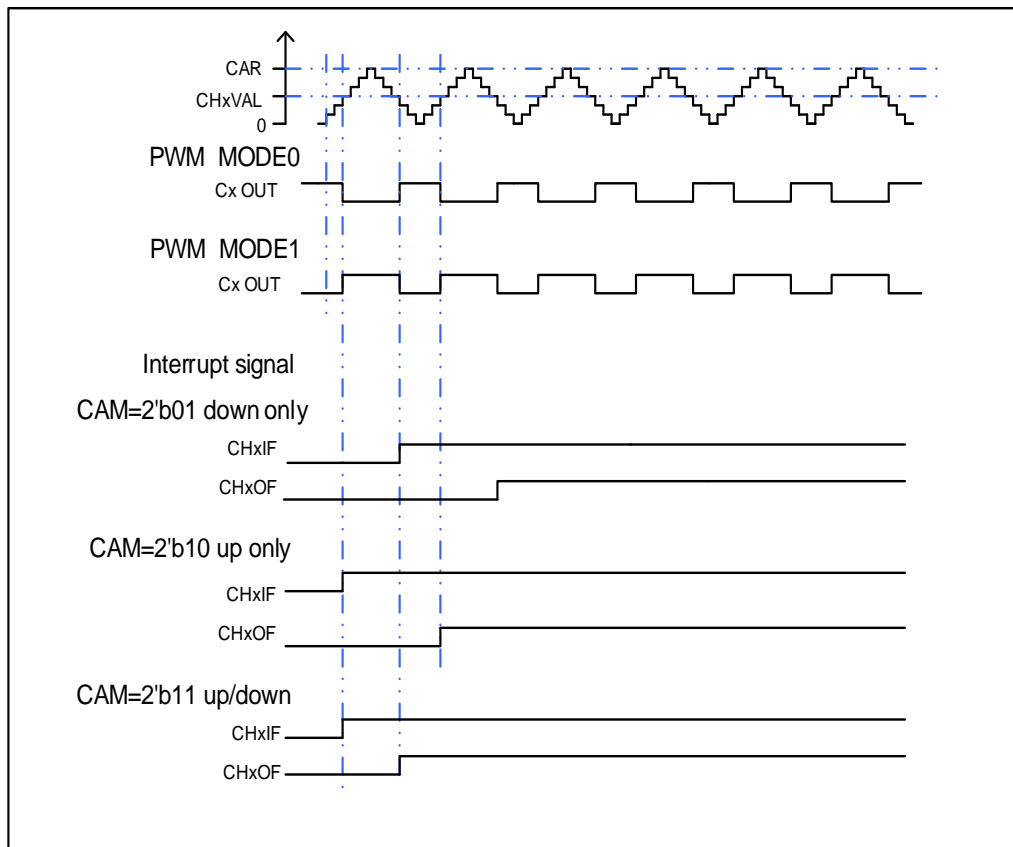 CAR
CHxVAL
0
PWM MODE0
Cx OUT
PWM MODE1
Cx OUT
Interrupt signal
CAM=2'b01 down only
CHxIF
CHxOF
CAM=2'b10 up only
CHxIF
CHxOF
CAM=2'b11 up/down
CHxIF
CHxOF